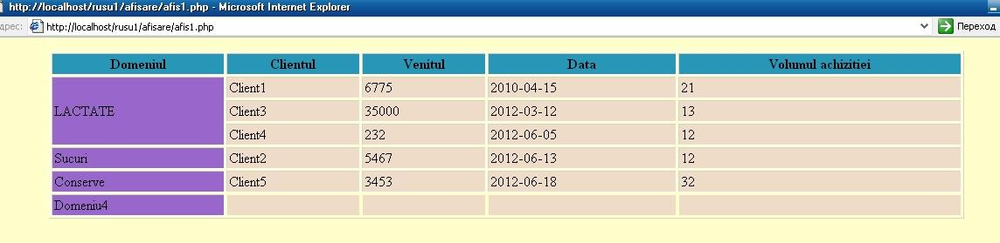 http://localhost/rusu1/afisare/afis1.php - Microsoft Internet Explorer
дрес: http://localhost/rusu1/afisare/afis1.php Переход
Domeniul Clientul Venitul Data Volumul achizitiei
LACTATE Client1 6775 2010-04-15 21
Client3 35000 2012-03-12 13
Client4 232 2012-06-05 12
Sucuri Client2 5467 2012-06-13 12
Conserve Client5 3453 2012-06-18 32
Domeniu4